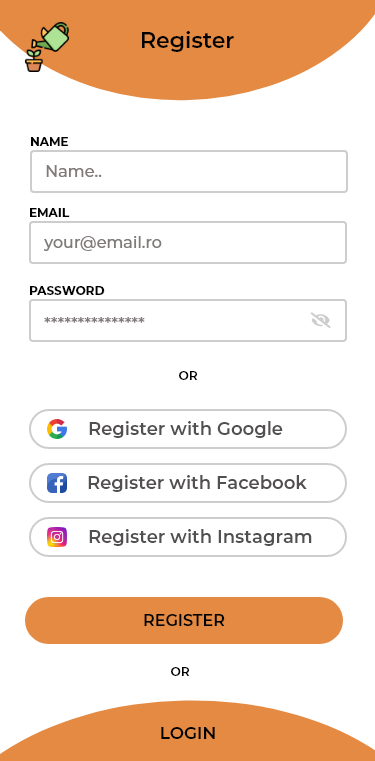 Register
NAME
Name..
EMAIL
your@email.ro
PASSWORD
***************
OR
Register with Google
Register with Facebook
Register with Instagram
REGISTER
OR
LOGIN